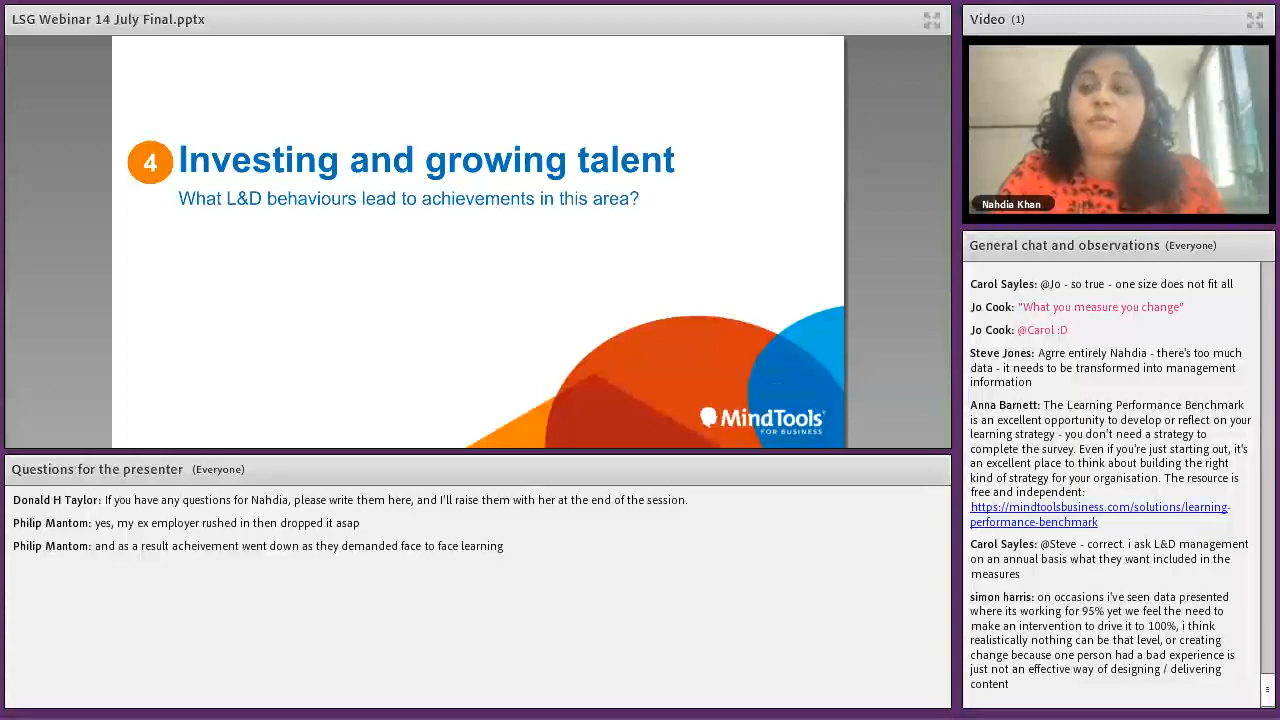 LSG Webinar 14 July Final.pptx
4 Investing and growing talent
What L&D behaviours lead to achievements in this area?
MindTools
FOR BUSINESS
Questions for the presenter (Everyone)
Donald H Taylor: If you have any questions for Nahdia, please write them here, and I'll raise them with her at the end of the session.
Philip Mantom: yes, my ex employer rushed in then dropped it asap
Philip Mantom: and as a result acheivement went down as they demanded face to face learning
Video (1)
Nahdia Khan
General chat and observations (Everyone)
Carol Sayles: @Jo - so true - one size does not fit all
Jo Cook: "What you measure you change"
Jo Cook: @Carol :D
Steve Jones: Agrre entirely Nahdia - there's too much
data - it needs to be transformed into management
information
Anna Barnett: The Learning Performance Benchmark
is an excellent opportunity to develop or reflect on your
learning strategy - you don't need a strategy to
complete the survey. Even if you're just starting out, it's
an excellent place to think about building the right
kind of strategy for your organisation. The resource is
free and independent:
https://mindtoolsbusiness.com/solutions/learning-
performance-benchmark
Carol Sayles: @Steve - correct. i ask L&D management
on an annual basis what they want included in the
measures
simon harris: on occasions i've seen data presented
where its working for 95% yet we feel the need to
make an intervention to drive it to 100%, i think
realistically nothing can be that level, or creating
change because one person had a bad experience is
just not an effective way of designing / delivering
content